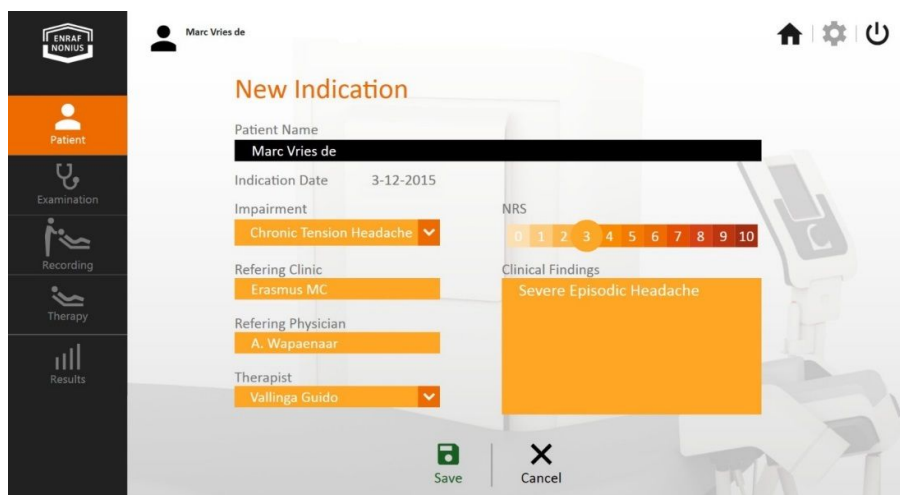 ENRAF
NONIUS
Marc Vries de
Patient
Examination
Recording
Therapy
Results
New Indication
Patient Name
Marc Vries de
Indication Date 3-12-2015
Impairment
Chronic Tension Headache
NRS
0 1 2 3 4 5 6 7 8 9 10
Refering Clinic
Erasmus MC
Clinical Findings
Severe Episodic Headache
Refering Physician
A. Wapaenaar
Therapist
Vallinga Guido
Save
Cancel